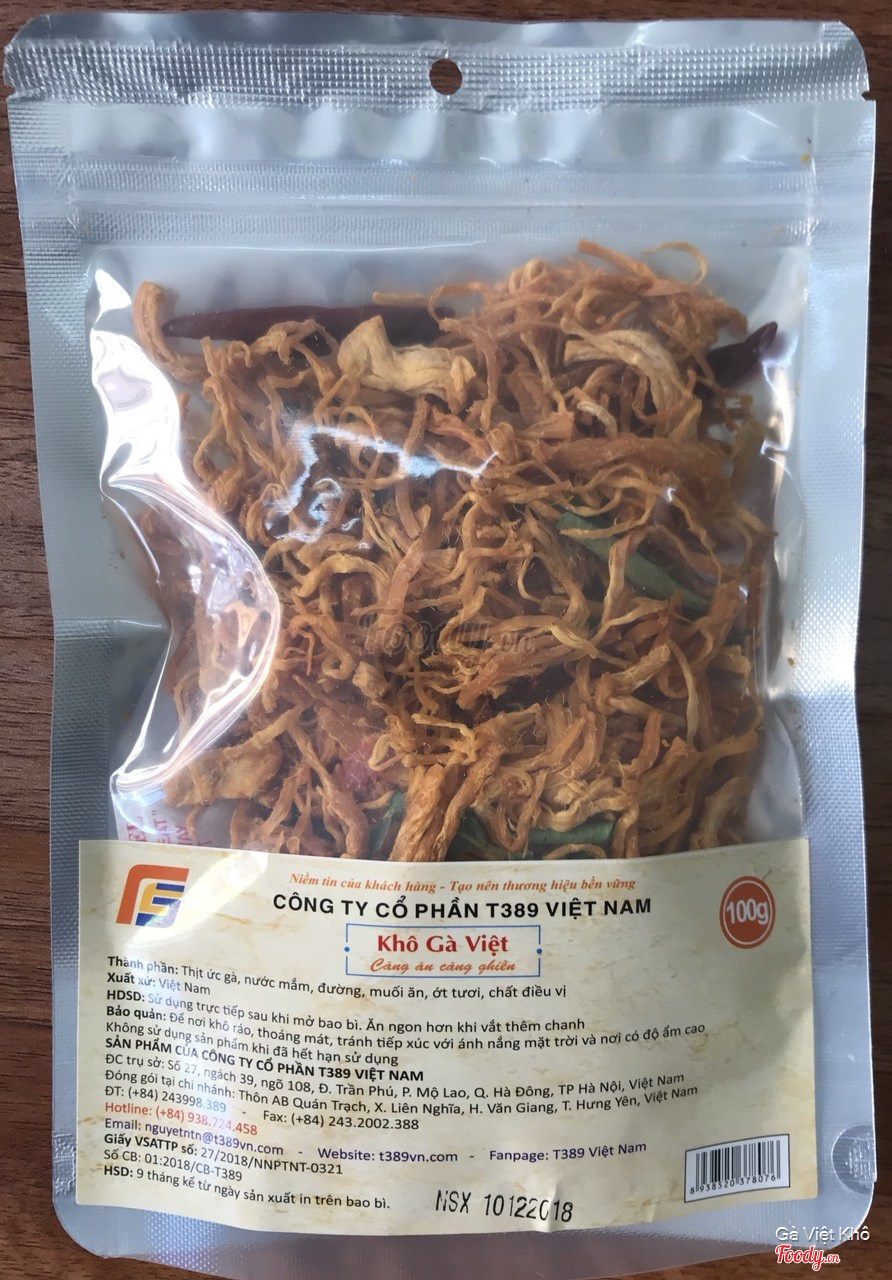 Niềm tin của khách hàng - Tạo nên thương hiệu bền vững
CÔNG TY CỔ PHẦN T389 VIỆT NAM
100g
Khô Gà Việt
Càng ăn càng ghiền
Thành phần: Thịt ức gà, nước mắm, đường, muối ăn, ớt tươi, chất điều vị
Xuất xứ: Việt Nam
HDSD: Sử dụng trực tiếp sau khi mở bao bì. Ăn ngon hơn khi vắt thêm chanh
Bảo quản: Để nơi khô ráo, thoáng mát, tránh tiếp xúc với ánh nắng mặt trời và nơi có độ ẩm cao
Không sử dụng sản phẩm khi đã hết hạn sử dụng
SẢN PHẨM CỦA CÔNG TY CỔ PHẦN T389 VIỆT NAM
ĐC trụ sở: Số 27, ngách 39, ngõ 108, Đ. Trần Phú, P. Mộ Lao, Q. Hà Đông, TP Hà Nội, Việt Nam
Đóng gói tại chi nhánh: Thôn AB Quán Trạch, X. Liên Nghĩa, H. Văn Giang, T. Hưng Yên, Việt Nam
ĐT: (+84) 243998.389 - Fax: (+84) 243.2002.388
Hotline: (+84) 938.724.458
Email: nguyetntn@t389vn.com - Website: t389vn.com - Fanpage: T389 Việt Nam
Giấy VSATTP số: 27/2018/NNPTNT-0321
Số CB: 01:2018/CB-T389
HSD: 9 tháng kể từ ngày sản xuất in trên bao bì.
NSX 10122018
8938520378076
Foody.vn
Gà Việt Khô
Foody.vn